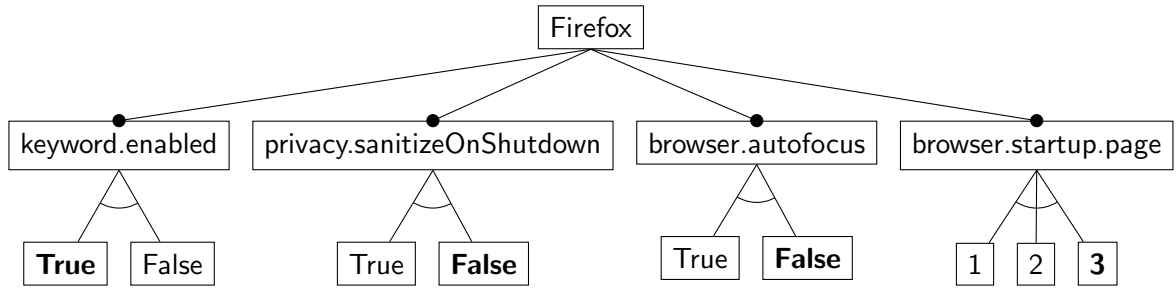 Firefox
keyword.enabled
privacy.sanitizeOnShutdown
browser.autofocus
browser.startup.page
True
False
True
False
True
False
1
2
3